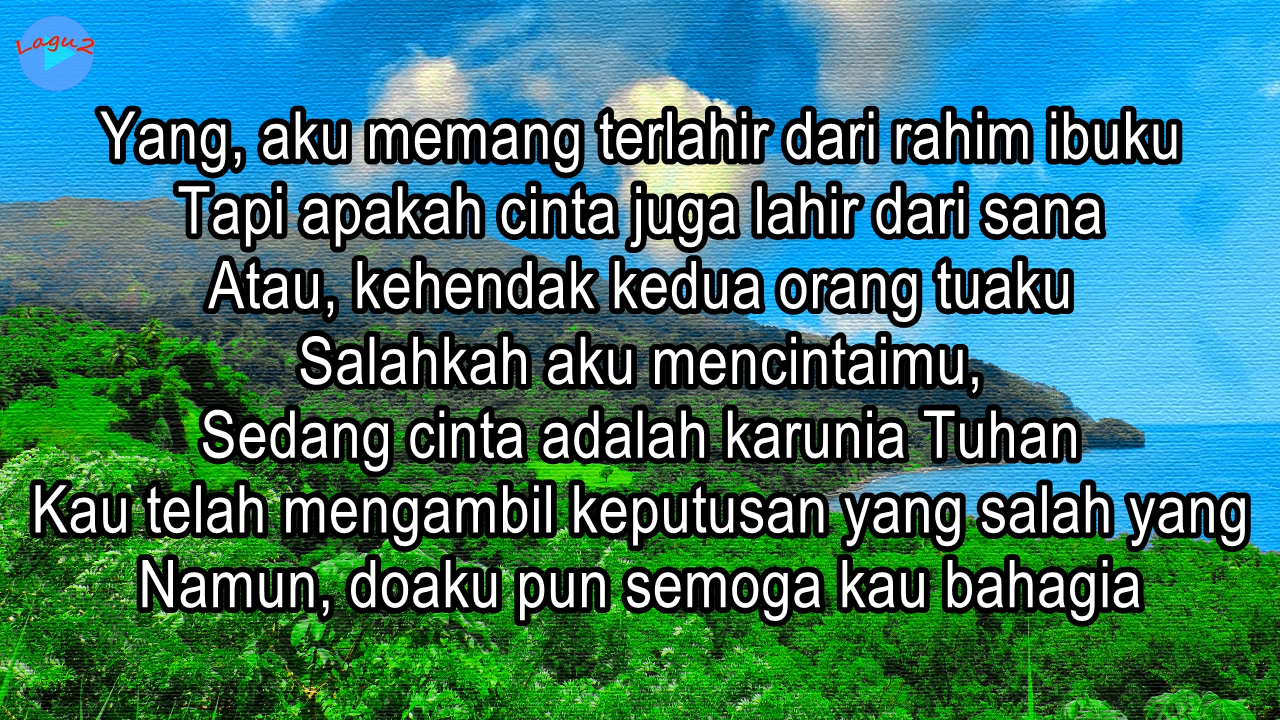 Lagu2
Yang, aku memang terlahir dari rahim ibuku
Tapi apakah cinta juga lahir dari sana
Atau, kehendak kedua orang tuaku
Salahkah aku mencintaimu,
Sedang cinta adalah karunia Tuhan
Kau telah mengambil keputusan yang salah yang
Namun, doaku pun semoga kau bahagia